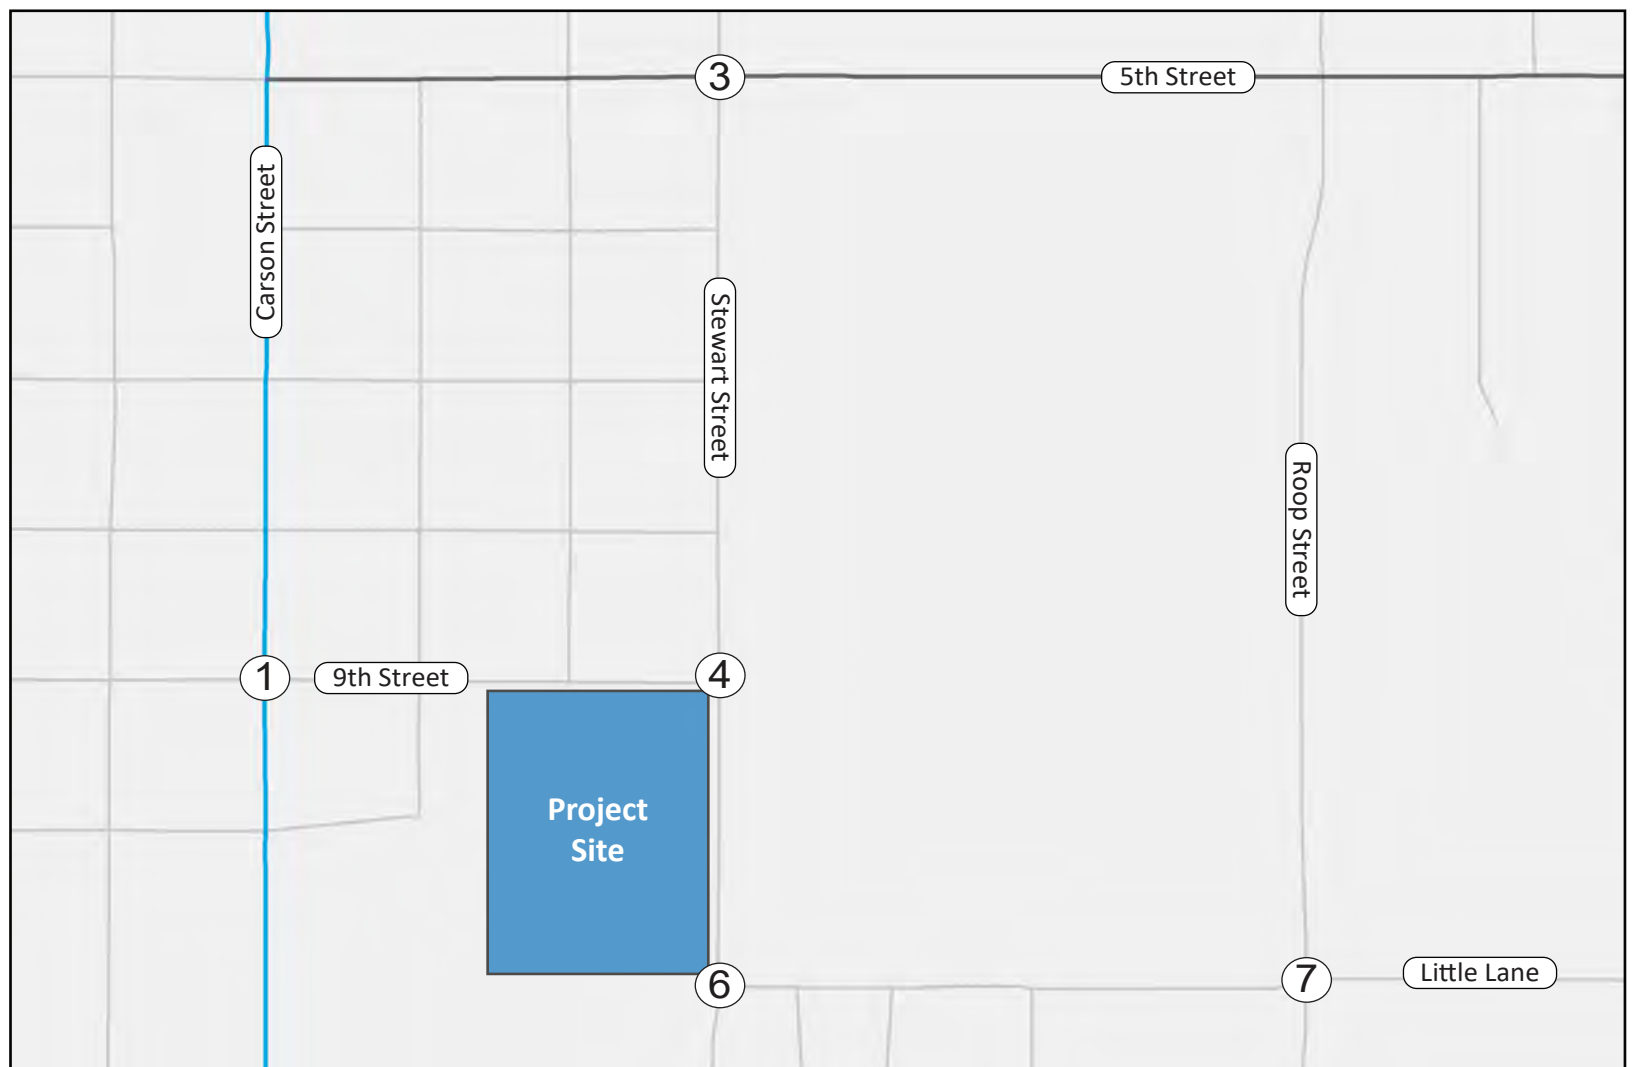 3
5th Street
Carson Street
Stewart Street
Roop Street
1
9th Street
4
Project
Site
6
7
Little Lane